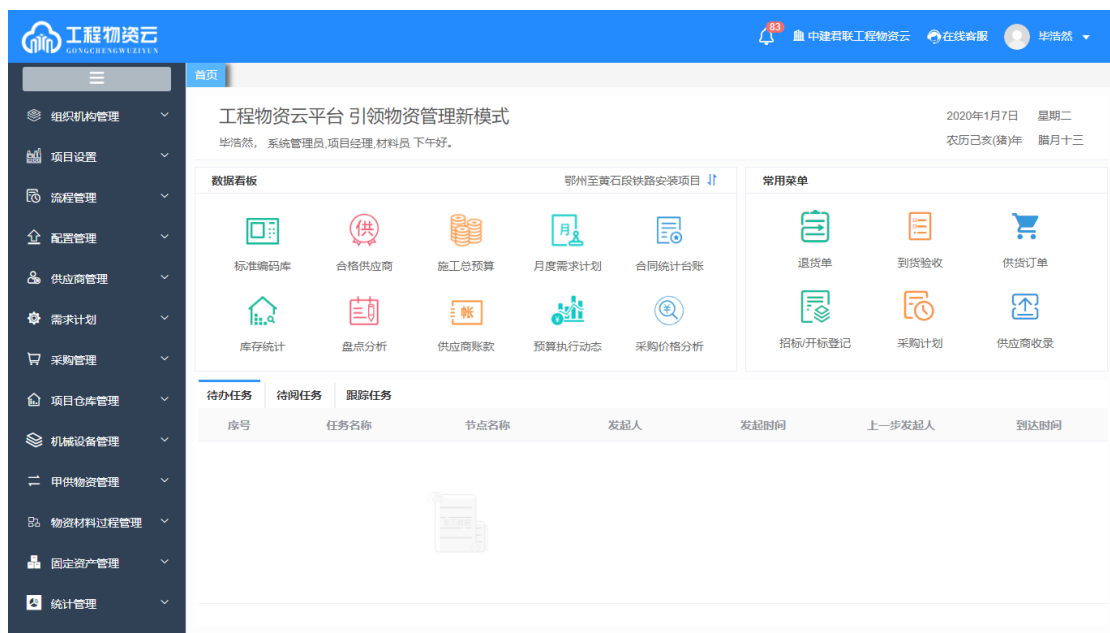 工程物资云
GONGCHENGWUZIYUN
83
中建君联工程物资云
在线客服
毕浩然
首页
组织机构管理
项目设置
流程管理
配置管理
供应商管理
需求计划
采购管理
项目仓库管理
机械设备管理
甲供物资管理
物资材料过程管理
固定资产管理
统计管理
工程物资云平台 引领物资管理新模式
毕浩然, 系统管理员,项目经理,材料员 下午好。
2020年1月7日 星期二
农历己亥(猪)年 腊月十三
数据看板
鄂州至黄石段铁路安装项目
供
月
标准编码库
合格供应商
施工总预算
月度需求计划
合同统计台账
帐
库存统计
盘点分析
供应商账款
预算执行动态
采购价格分析
常用菜单
退货单
到货验收
供货订单
招标/开标登记
采购计划
供应商收录
待办任务
待阅任务
跟踪任务
序号
任务名称
节点名称
发起人
发起时间
上一步发起人
到达时间